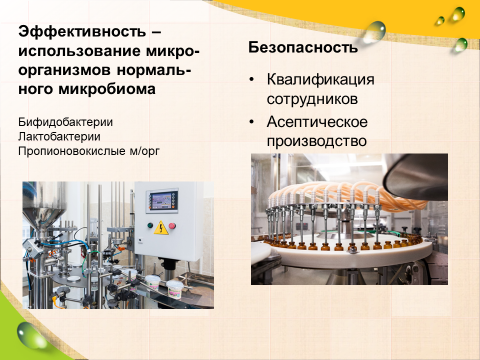 Эффективность –
использование микро-
организмов нормаль-
ного микробиома
Бифидобактерии
Лактобактерии
Пропионовокислые м/орг
Безопасность
• Квалификация
сотрудников
• Асептическое
производство